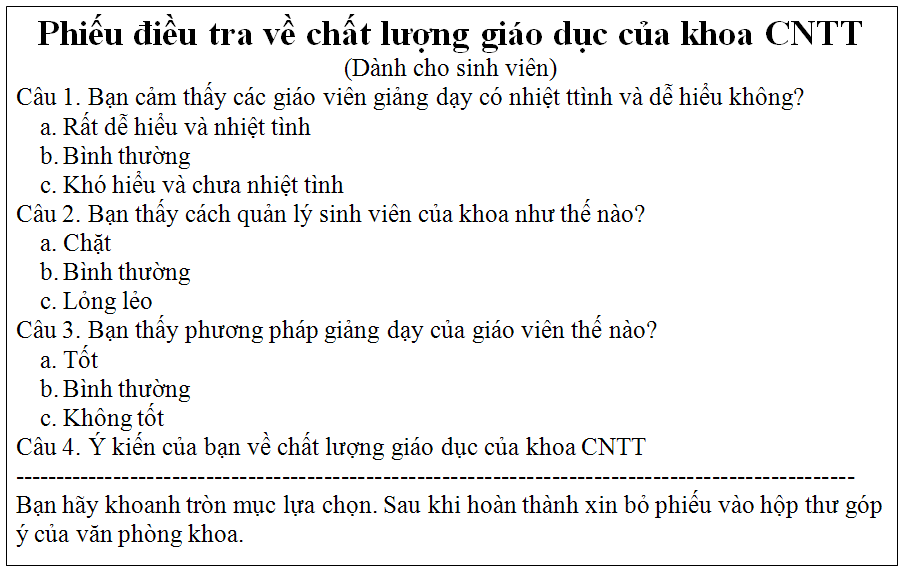 Phiếu điều tra về chất lượng giáo dục của khoa CNTT
(Dành cho sinh viên)
Câu 1. Bạn cảm thấy các giáo viên giảng dạy có nhiệt ttình và dễ hiểu không?
a. Rất dễ hiểu và nhiệt tình
b. Bình thường
c. Khó hiểu và chưa nhiệt tình
Câu 2. Bạn thấy cách quản lý sinh viên của khoa như thế nào?
a. Chặt
b. Bình thường
c. Lỏng lẻo
Câu 3. Bạn thấy phương pháp giảng dạy của giáo viên thế nào?
a. Tốt
b. Bình thường
c. Không tốt
Câu 4. Ý kiến của bạn về chất lượng giáo dục của khoa CNTT
---------------------------------------------------------------------------------------------------------
Bạn hãy khoanh tròn mục lựa chọn. Sau khi hoàn thành xin bỏ phiếu vào hộp thư góp
ý của văn phòng khoa.